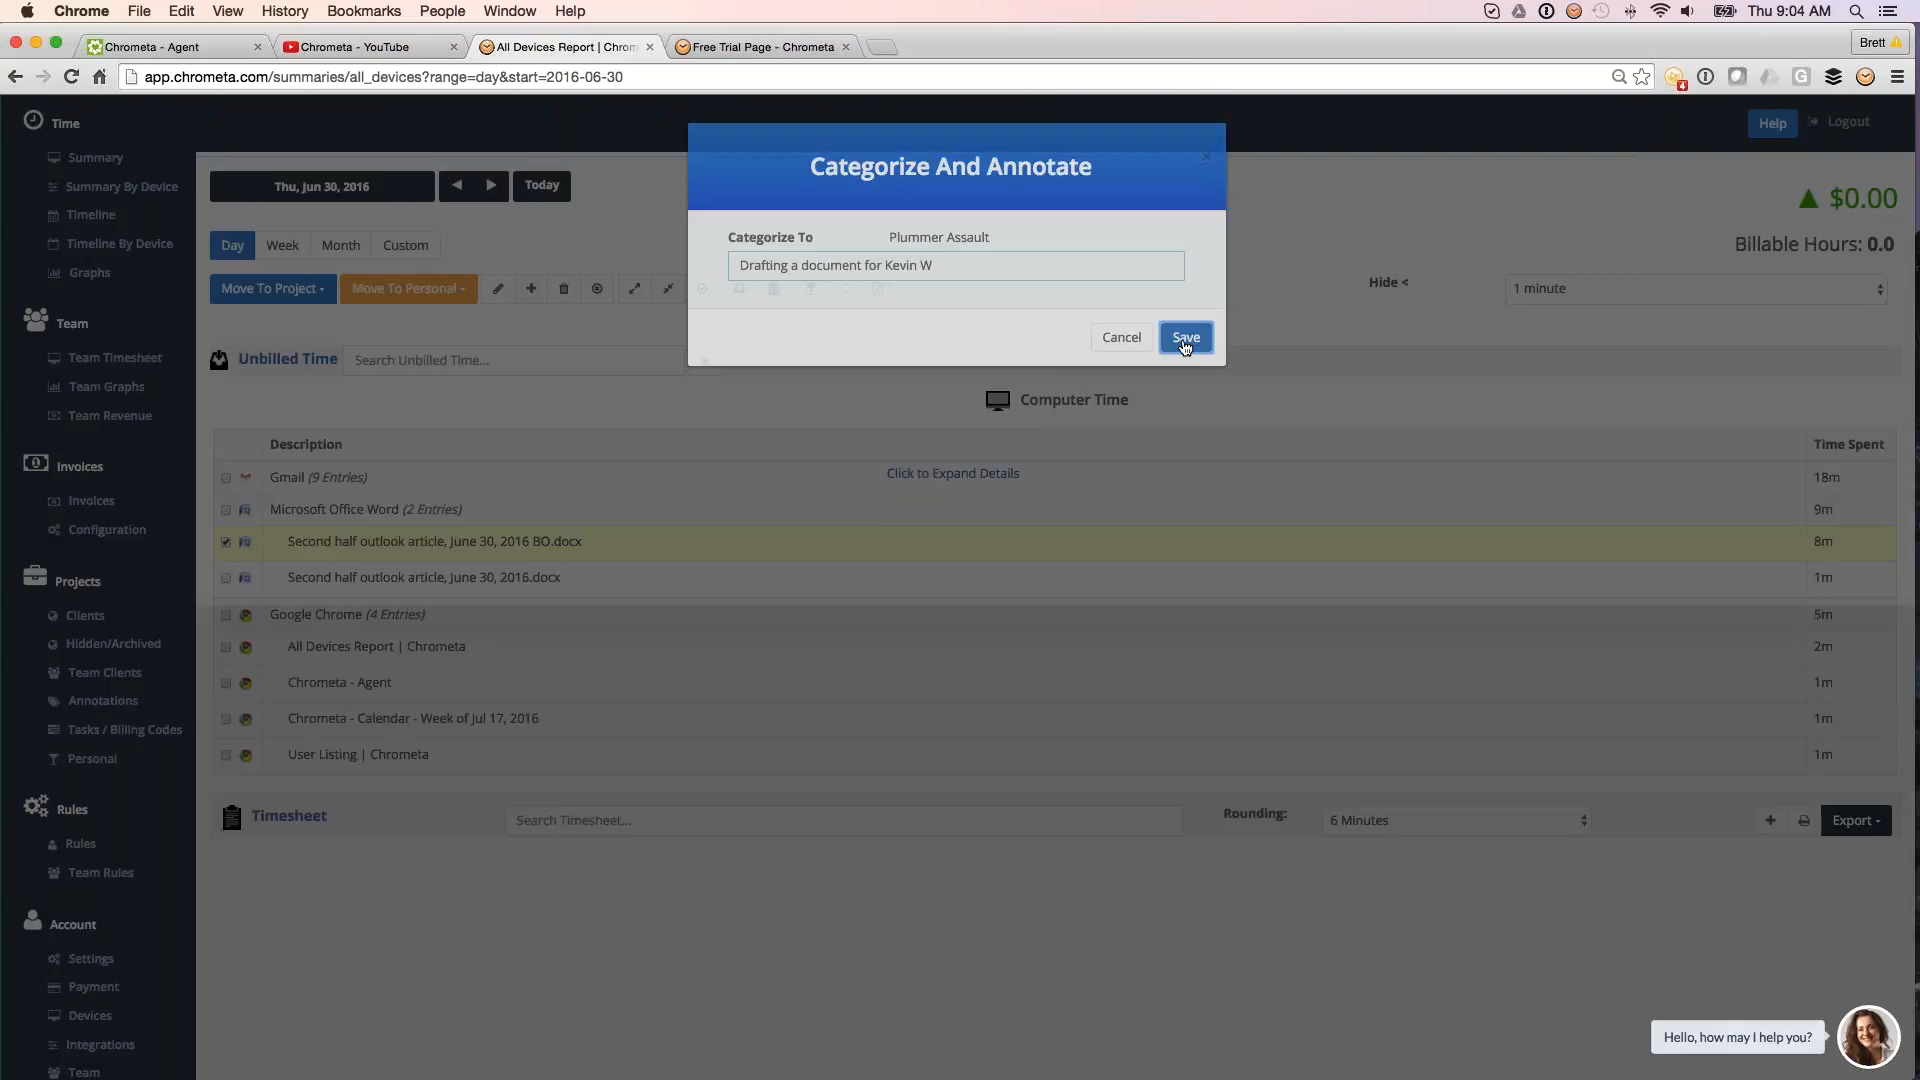 Chrome File Edit View History Bookmarks People Window Help Thu 9:04 AM
Chrometa - Agent Chrometa - YouTube All Devices Report | Chrom Free Trial Page - Chrometa Brett
app.chrometa.com/summaries/all_devices?range=day&start=2016-06-30
4
Time
Summary
Summary By Device
Timeline
Timeline By Device
Graphs
Team
Team Timesheet
Team Graphs
Team Revenue
Invoices
Invoices
Configuration
Projects
Clients
Hidden/Archived
Team Clients
Annotations
Tasks / Billing Codes
Personal
Rules
Rules
Team Rules
Account
Settings
Payment
Devices
Integrations
Team
Help Logout
Thu, Jun 30, 2016 Today
$0.00
Day Week Month Custom
Billable Hours: 0.0
Move To Project Move To Personal
Hide < 1 minute
Categorize And Annotate
Categorize To Plummer Assault
Drafting a document for Kevin W
Cancel Save
Unbilled Time Search Unbilled Time...
Computer Time
Description Time Spent
Gmail (9 Entries) Click to Expand Details 18m
Microsoft Office Word (2 Entries) 9m
Second half outlook article, June 30, 2016 BO.docx 8m
Second half outlook article, June 30, 2016.docx 1m
Google Chrome (4 Entries) 5m
All Devices Report | Chrometa 2m
Chrometa - Agent 1m
Chrometa - Calendar - Week of Jul 17, 2016 1m
User Listing | Chrometa 1m
Timesheet Search Timesheet... Rounding: 6 Minutes Export
Hello, how may I help you?